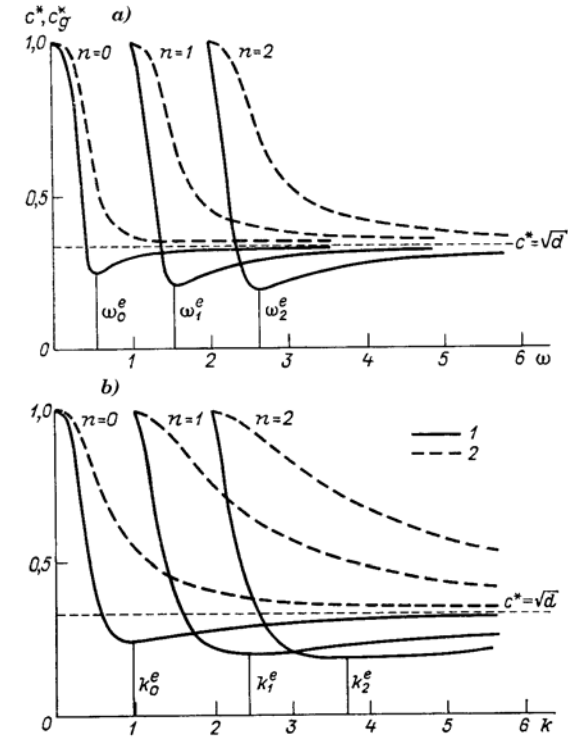 c*, c*g a)
1,0 n=0 n=1 n=2
0,5
c*=√d
ω₀ᵉ ω₁ᵉ ω₂ᵉ
0 1 2 3 4 5 6 ω
b)
1,0 n=0 n=1 n=2
1
2
0,5
c*=√d
k₀ᵉ k₁ᵉ k₂ᵉ
0 1 2 3 4 5 6 k